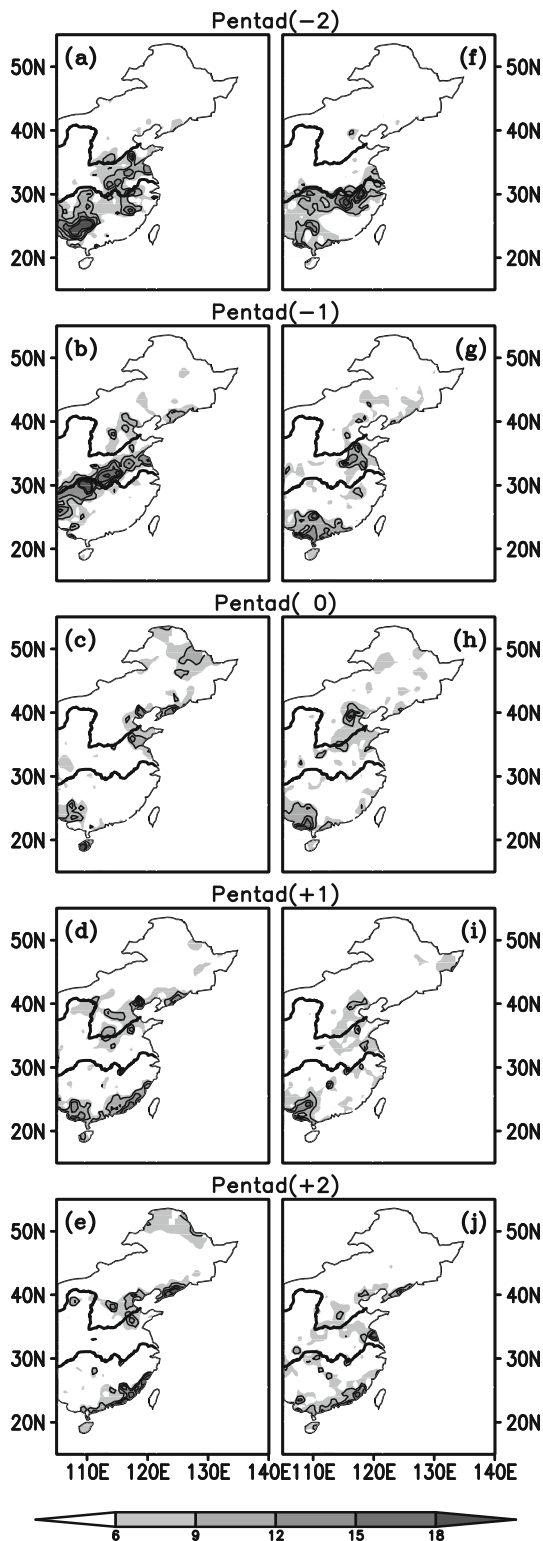 Pentad(−2)
(a) (f)
50N 50N
40N 40N
30N 30N
20N 20N
Pentad(−1)
(b) (g)
50N 50N
40N 40N
30N 30N
20N 20N
Pentad( 0)
(c) (h)
50N 50N
40N 40N
30N 30N
20N 20N
Pentad(+1)
(d) (i)
50N 50N
40N 40N
30N 30N
20N 20N
Pentad(+2)
(e) (j)
50N 50N
40N 40N
30N 30N
20N 20N
110E 120E 130E 140E 110E 120E 130E 140E
6 9 12 15 18